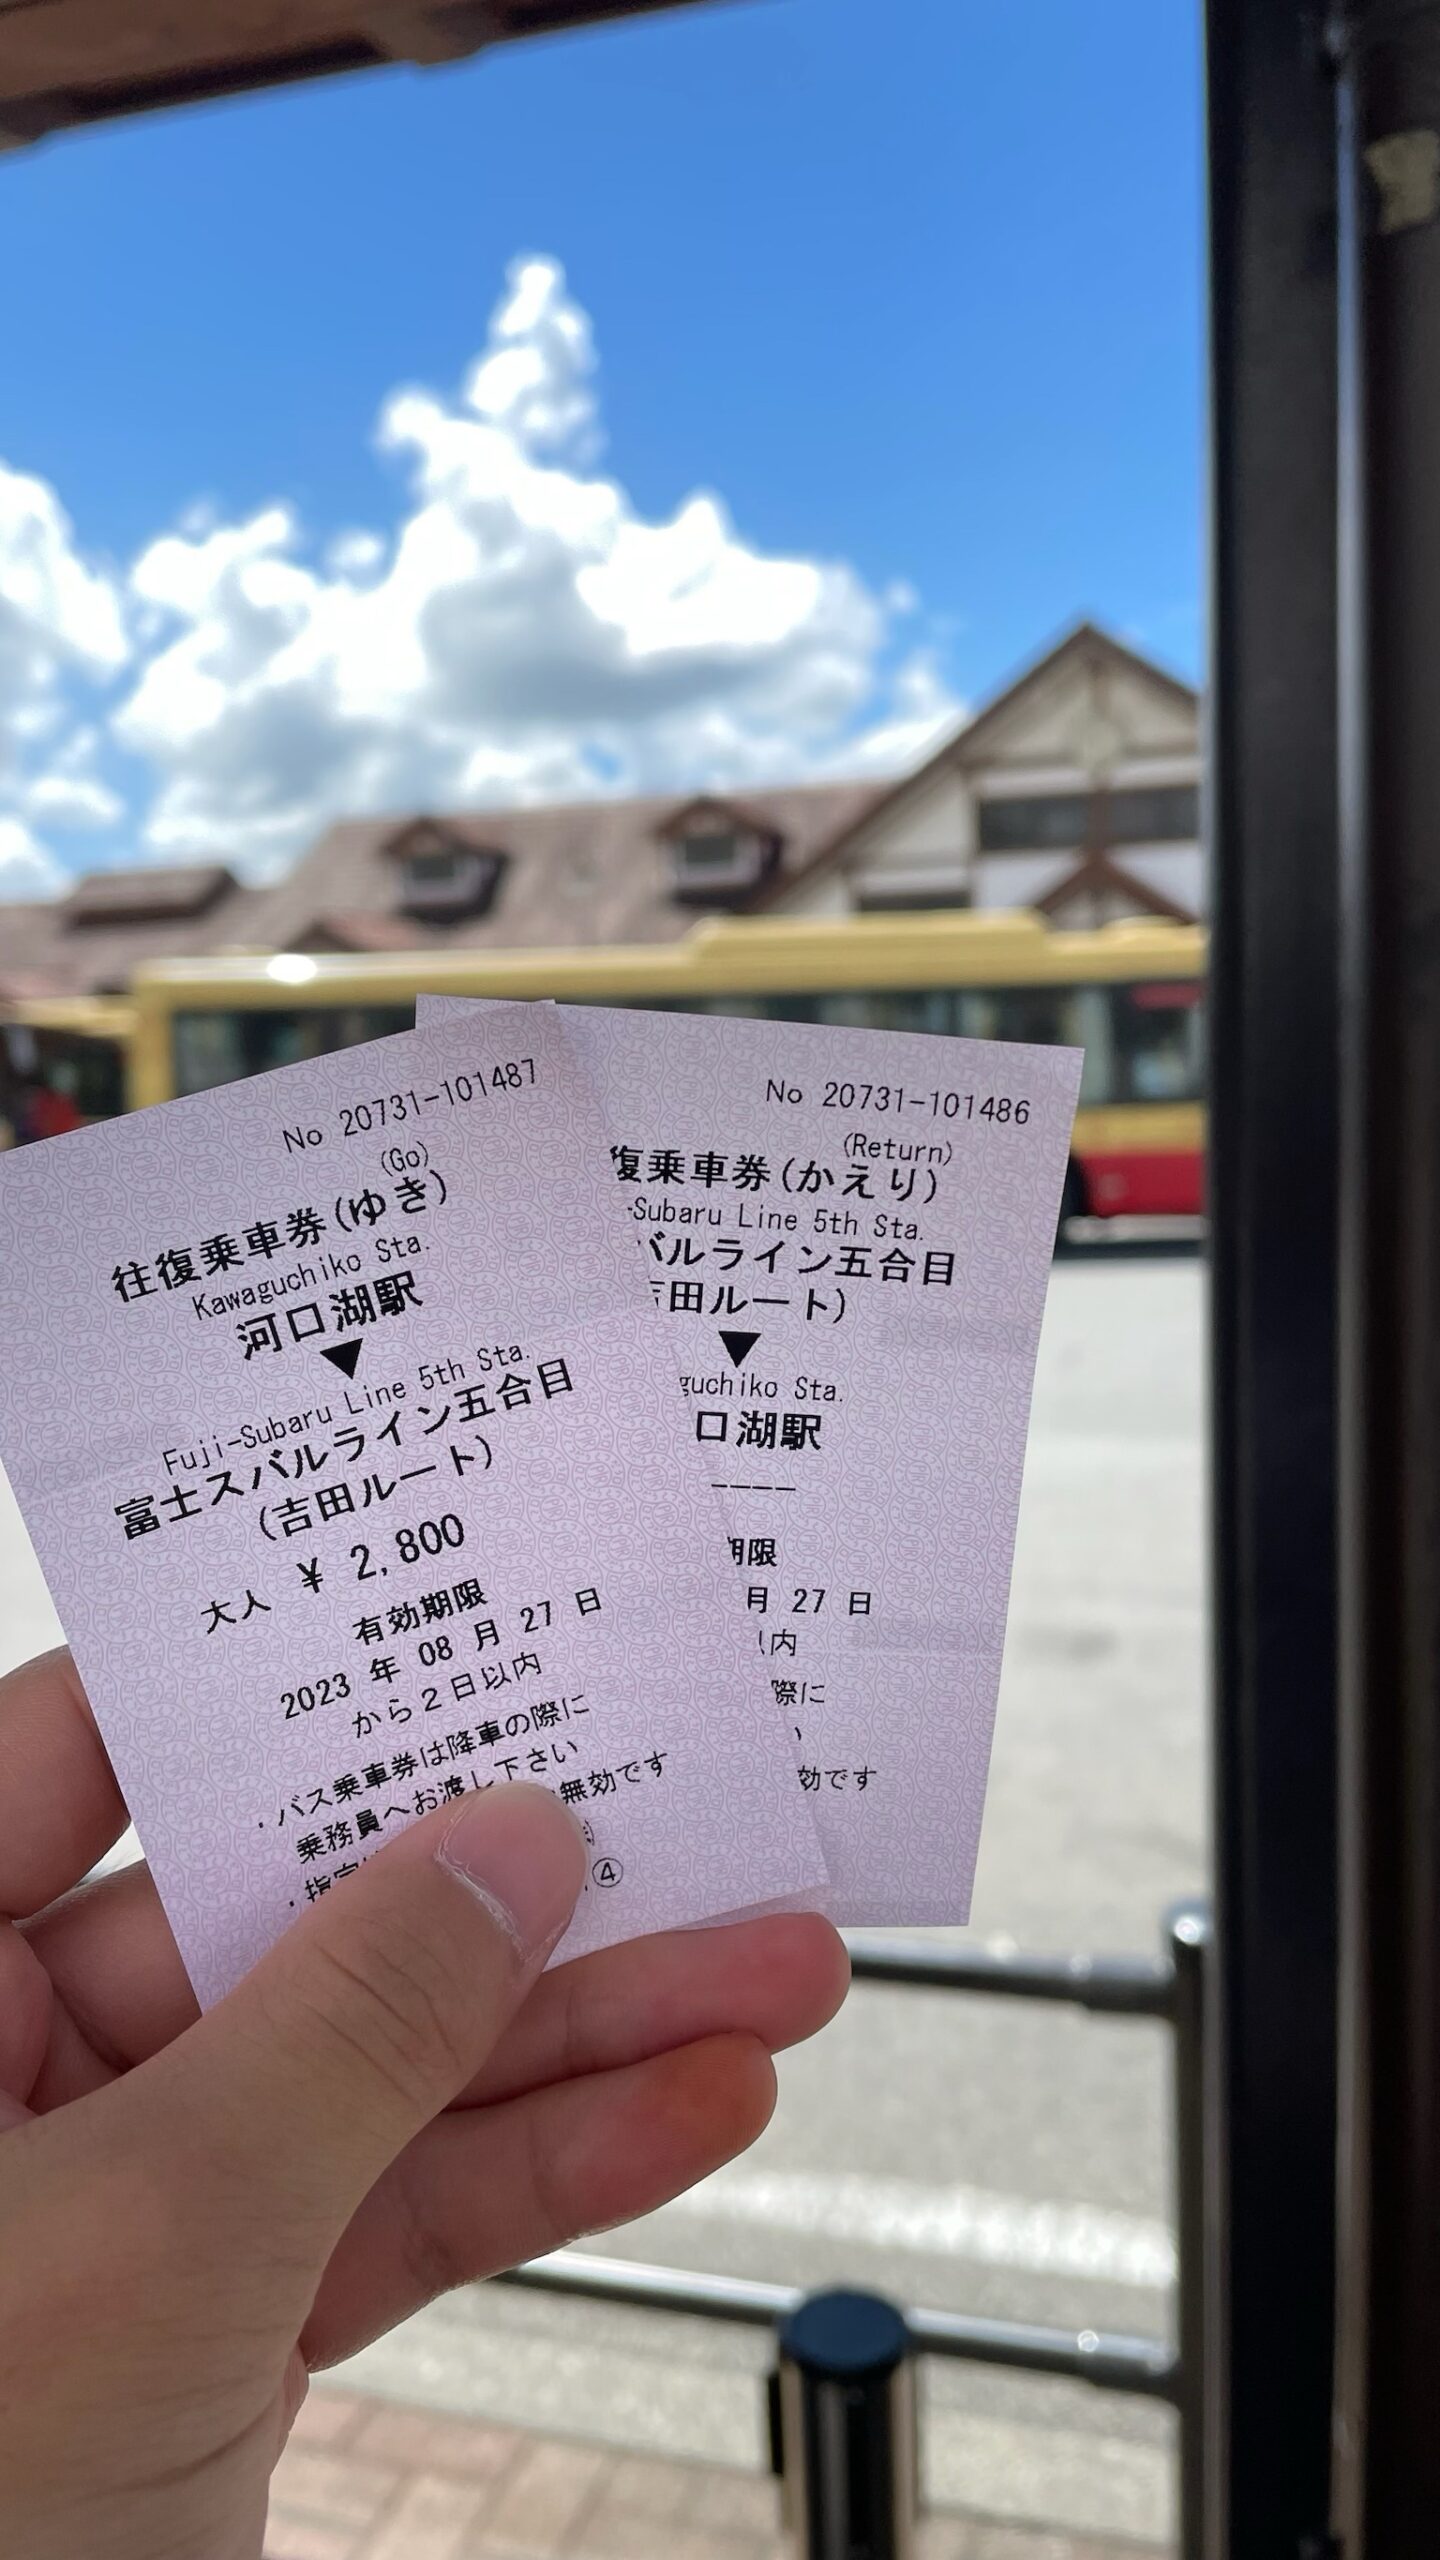 No 20731-101487
(Go)
往復乗車券(ゆき)
Kawaguchiko Sta.
河口湖駅
▼
Fuji-Subaru Line 5th Sta.
富士スバルライン五合目
(吉田ルート)
大人 ¥ 2,800
有効期限
2023 年 08 月 27 日
から2日以内
・バス乗車券は降車の際に
乗務員へお渡し下さい
・指定 無効です
④
No 20731-101486
(Return)
復乗車券(かえり)
-Subaru Line 5th Sta.
バルライン五合目
田ルート)
▼
guchiko Sta.
口湖駅
----
期限
月 27 日
内
際に
)
効です